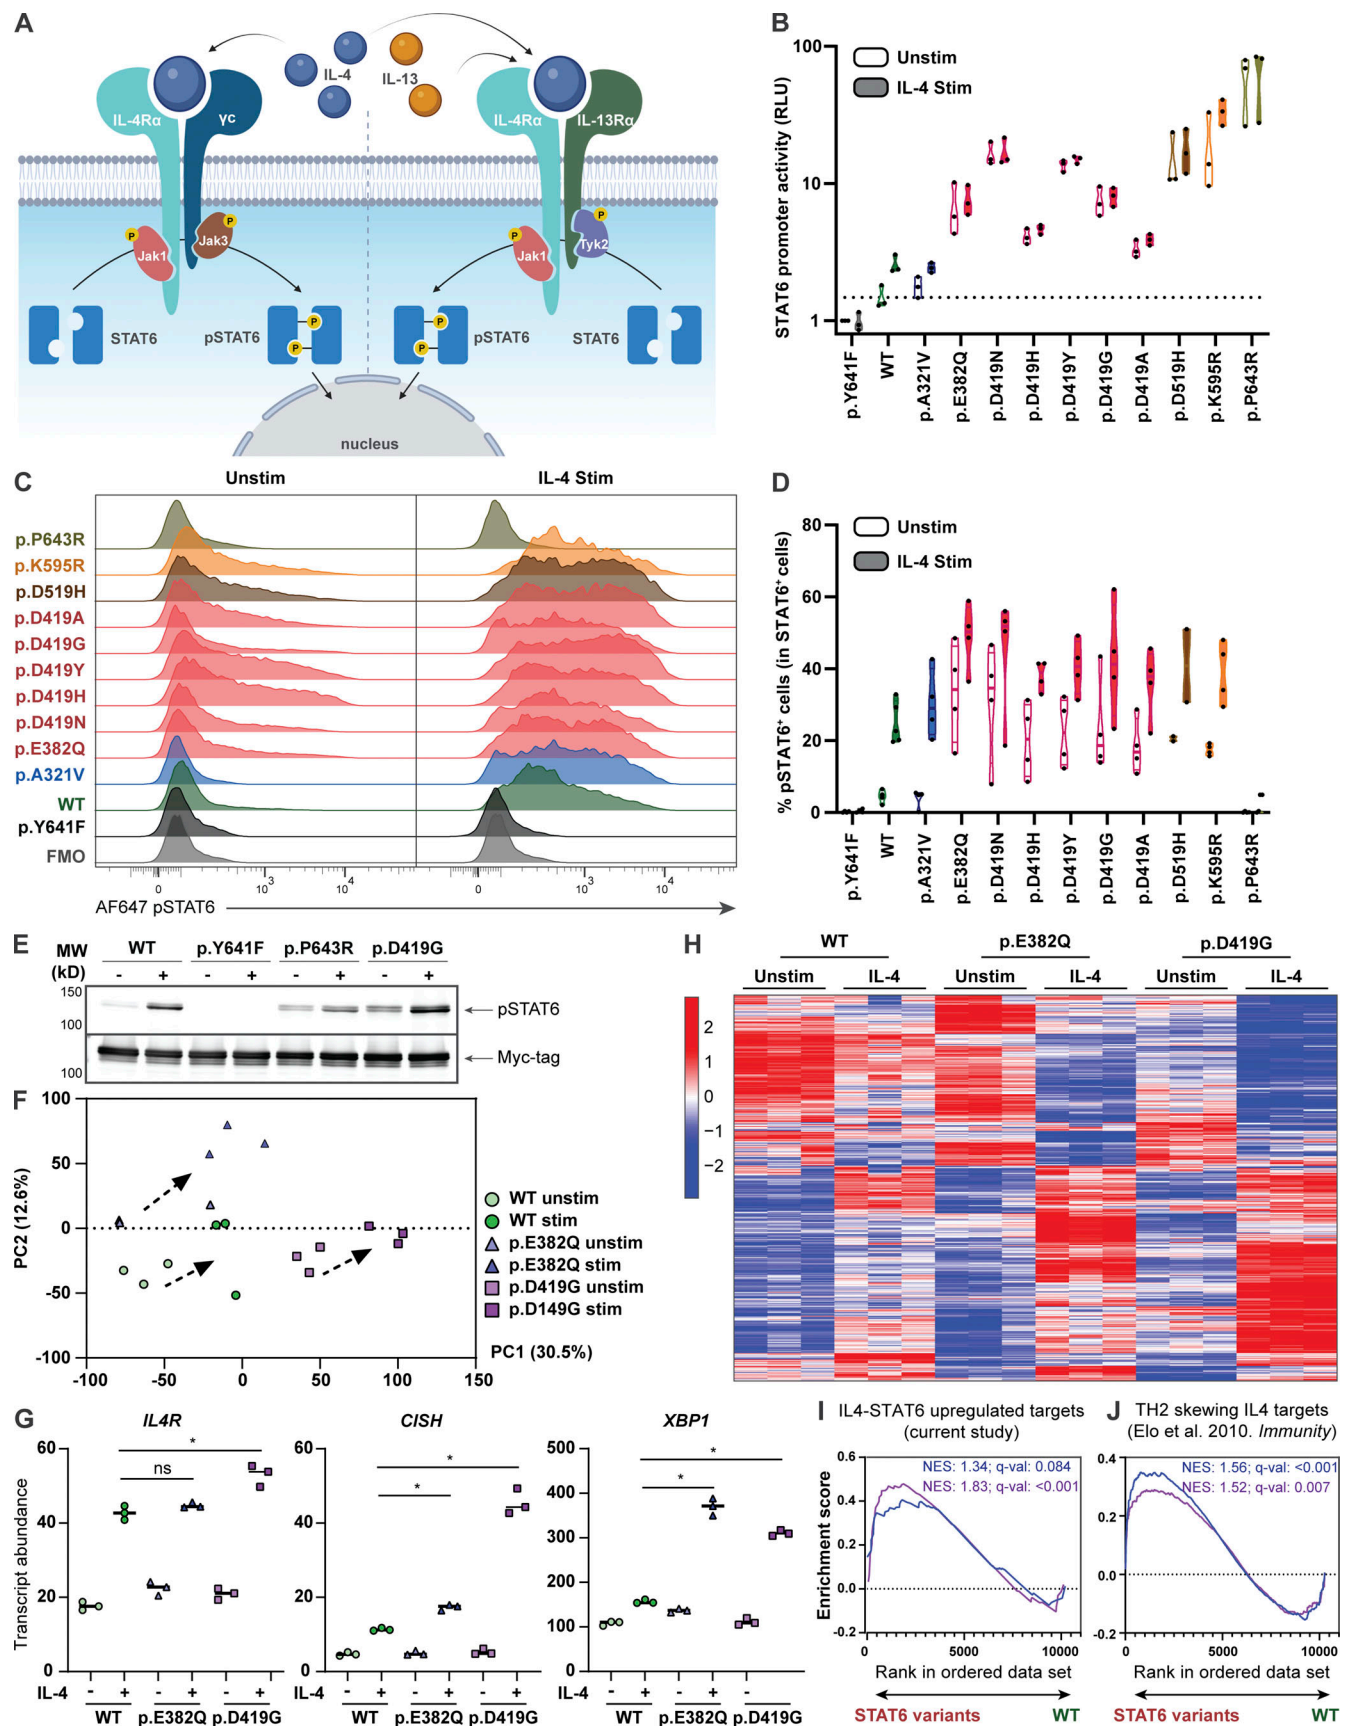 A
IL-4
IL-13
IL-4Rα
γc
IL-4Rα
IL-13Rα
P
Jak1
P
Jak3
P
Jak1
P
Tyk2
STAT6
pSTAT6
P
P
P
P
pSTAT6
STAT6
nucleus
B
Unstim
IL-4 Stim
STAT6 promoter activity (RLU)
100
10
1
p.Y641F
WT
p.A321V
p.E382Q
p.D419N
p.D419H
p.D419Y
p.D419G
p.D419A
p.D519H
p.K595R
p.P643R
C
Unstim
IL-4 Stim
p.P643R
p.K595R
p.D519H
p.D419A
p.D419G
p.D419Y
p.D419H
p.D419N
p.E382Q
p.A321V
WT
p.Y641F
FMO
0 10³ 10⁴ 0 10³ 10⁴
AF647 pSTAT6
D
Unstim
IL-4 Stim
% pSTAT6⁺ cells (in STAT6⁺ cells)
80
60
40
20
0
p.Y641F
WT
p.A321V
p.E382Q
p.D419N
p.D419H
p.D419Y
p.D419G
p.D419A
p.D519H
p.K595R
p.P643R
E
MW
(kD)
WT p.Y641F p.P643R p.D419G
- + - + - + - +
150
100
pSTAT6
100
Myc-tag
F
PC2 (12.6%)
100
50
0
-50
-100
-100 -50 0 50 100 150
PC1 (30.5%)
WT unstim
WT stim
p.E382Q unstim
p.E382Q stim
p.D419G unstim
p.D149G stim
G
Transcript abundance
IL4R
60
40
20
0
*
ns
IL-4 - + - + - +
WT p.E382Q p.D419G
CISH
60
40
20
0
*
*
IL-4 - + - + - +
WT p.E382Q p.D419G
XBP1
500
400
300
200
100
0
*
*
IL-4 - + - + - +
WT p.E382Q p.D419G
H
WT p.E382Q p.D419G
Unstim IL-4 Unstim IL-4 Unstim IL-4
2
1
0
−1
−2
I
IL4-STAT6 upregulated targets
(current study)
NES: 1.34; q-val: 0.084
NES: 1.83; q-val: <0.001
Enrichment score
0.6
0.4
0.2
0.0
-0.2
0 5000 10000
Rank in ordered data set
STAT6 variants WT
J
TH2 skewing IL4 targets
(Elo et al. 2010. Immunity)
NES: 1.56; q-val: <0.001
NES: 1.52; q-val: 0.007
0.4
0.2
0.0
-0.2
0 5000 10000
Rank in ordered data set
STAT6 variants WT